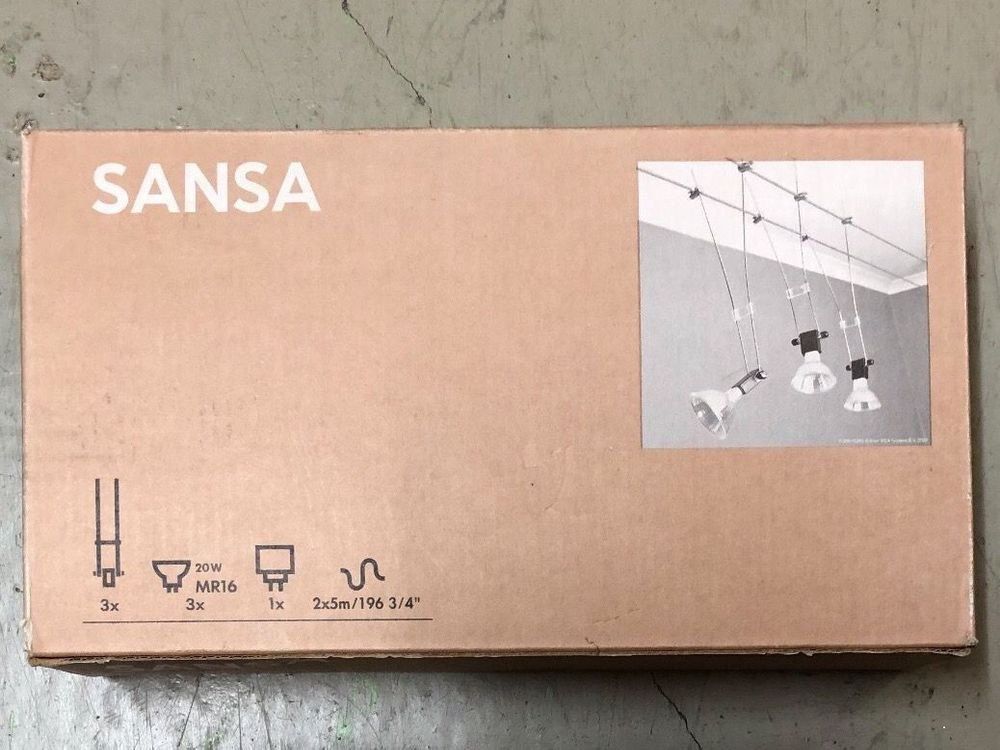 SANSA
20W
MR16
3x
3x
1x
2x5m/196 3/4"